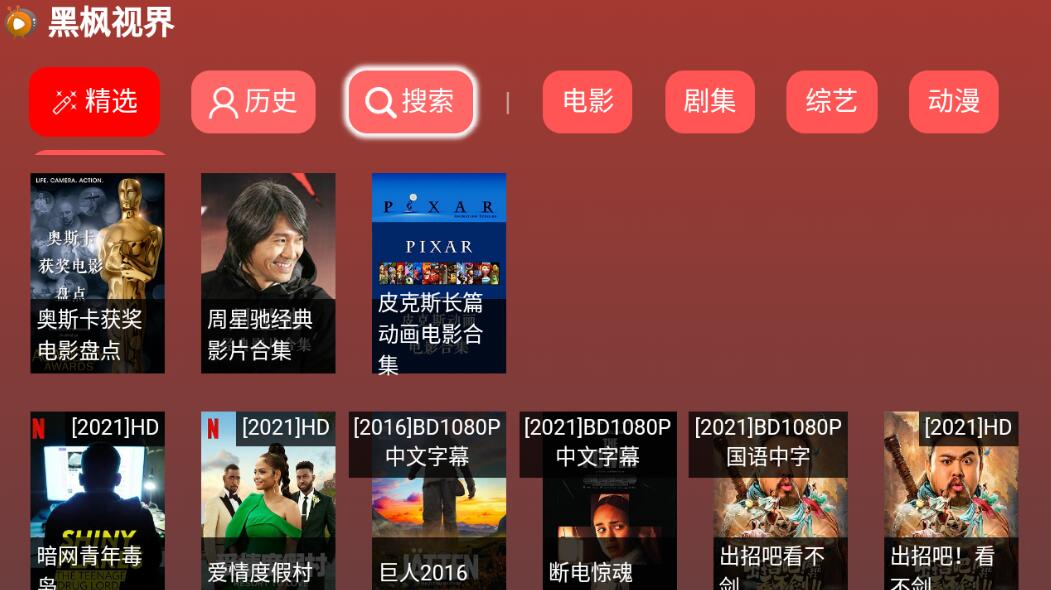 黑枫视界
精选
历史
搜索
电影
剧集
综艺
动漫
LIFE. CAMERA. ACTION.
奥斯卡
获奖电影
盘点
奥斯卡获奖
电影盘点
AWARDS
周星驰经典
影片合集
PIXAR
PIXAR
皮克斯长篇
动画电影合
集
[2021]HD
N
SHINY
THE TEENAGE
DRUG LORD
暗网青年毒
枭
[2021]HD
N
爱情度假村
[2016]BD1080P
中文字幕
巨人2016
[2021]BD1080P
中文字幕
断电惊魂
[2021]BD1080P
国语中字
出招吧看不
剑
[2021]HD
出招吧！看
不剑